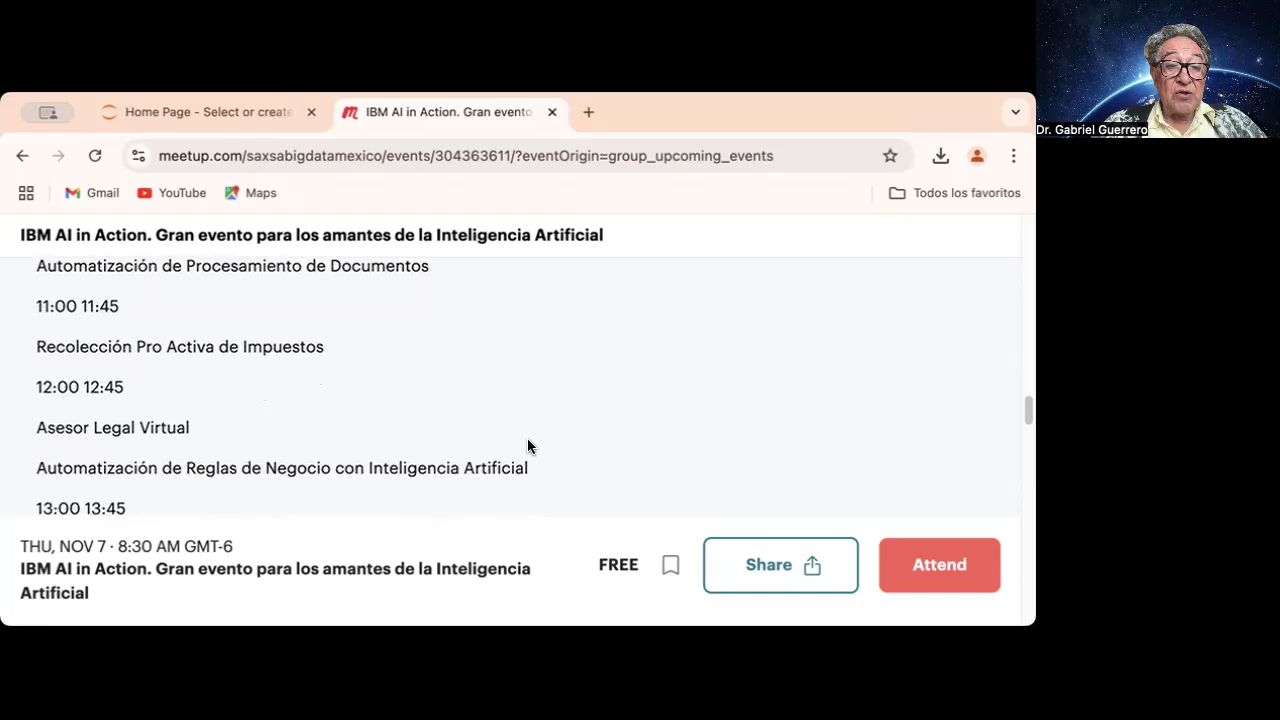 Home Page - Select or create
IBM AI in Action. Gran evento
meetup.com/saxsabigdatamexico/events/304363611/?eventOrigin=group_upcoming_events
Gmail
YouTube
Maps
Todos los favoritos
IBM AI in Action. Gran evento para los amantes de la Inteligencia Artificial
Automatización de Procesamiento de Documentos
11:00 11:45
Recolección Pro Activa de Impuestos
12:00 12:45
Asesor Legal Virtual
Automatización de Reglas de Negocio con Inteligencia Artificial
13:00 13:45
THU, NOV 7 · 8:30 AM GMT-6
IBM AI in Action. Gran evento para los amantes de la Inteligencia
Artificial
FREE
Share
Attend
Dr. Gabriel Guerrero